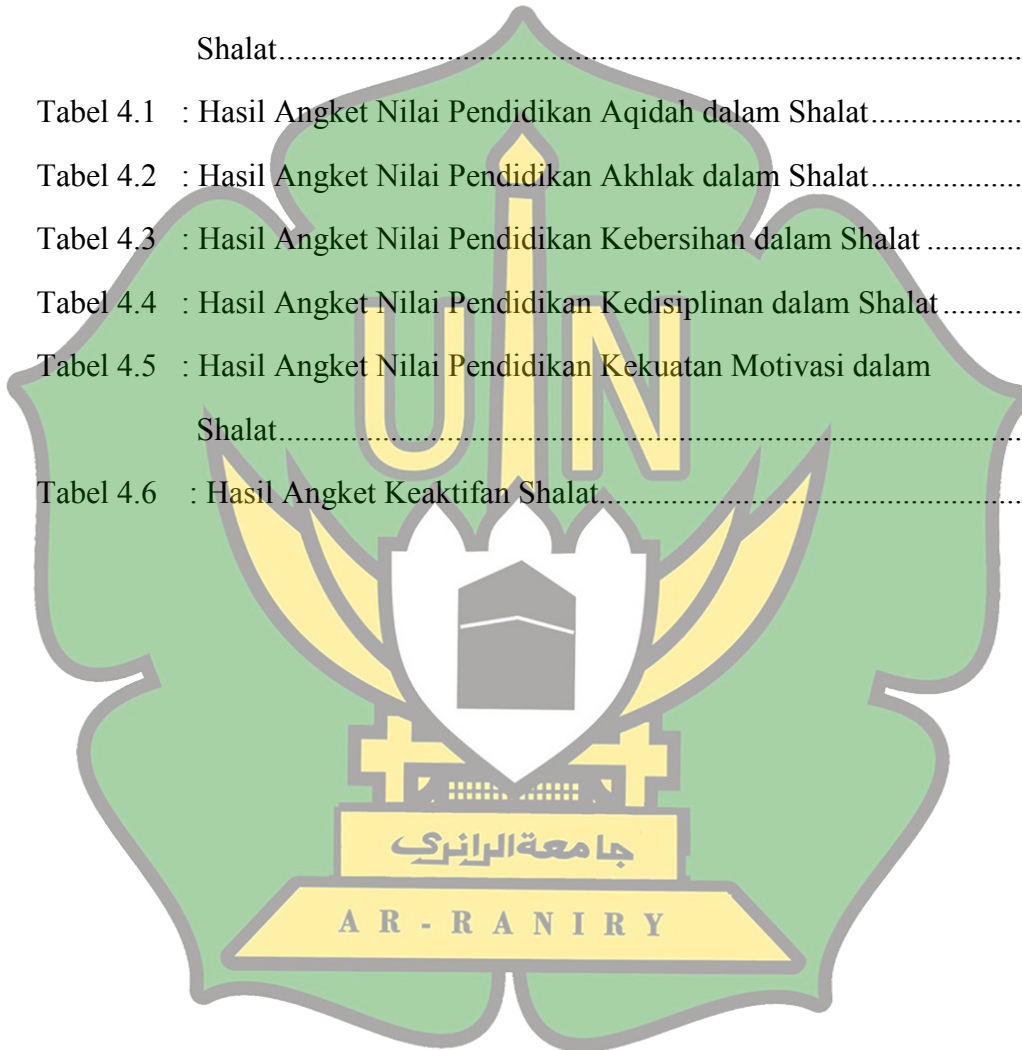 Shalat..........................................................................................
Tabel 4.1 : Hasil Angket Nilai Pendidikan Aqidah dalam Shalat...................
Tabel 4.2 : Hasil Angket Nilai Pendidikan Akhlak dalam Shalat...................
Tabel 4.3 : Hasil Angket Nilai Pendidikan Kebersihan dalam Shalat ............
Tabel 4.4 : Hasil Angket Nilai Pendidikan Kedisiplinan dalam Shalat ..........
Tabel 4.5 : Hasil Angket Nilai Pendidikan Kekuatan Motivasi dalam
Shalat..........................................................................................
Tabel 4.6 : Hasil Angket Keaktifan Shalat....................................................
UIN
جامعةالرانري
AR-RANIRY